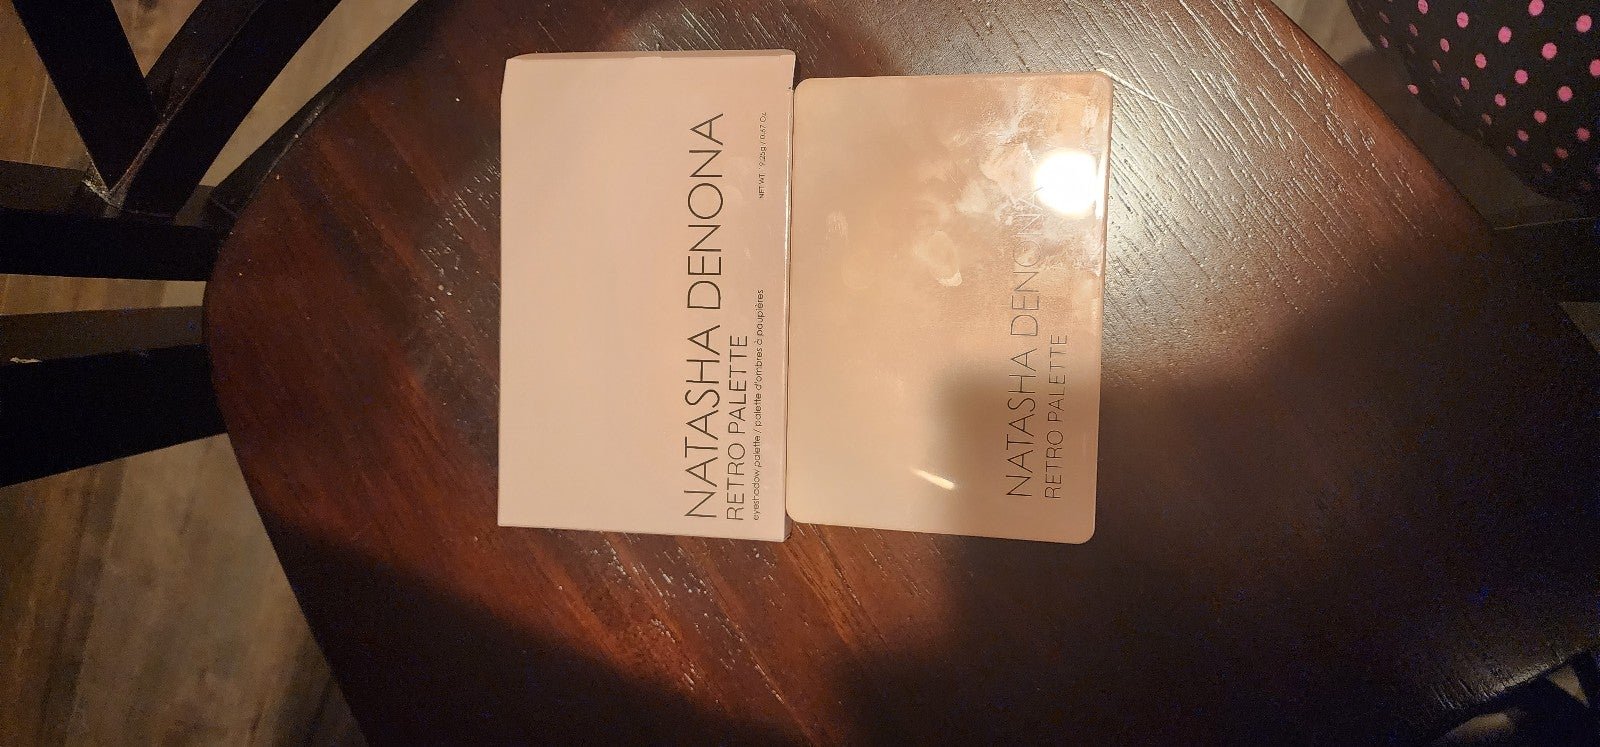 NATASHA DENONA
RETRO PALETTE
eyeshadow palette / palette d'ombres à paupières
NATASHA DENONA
RETRO PALETTE